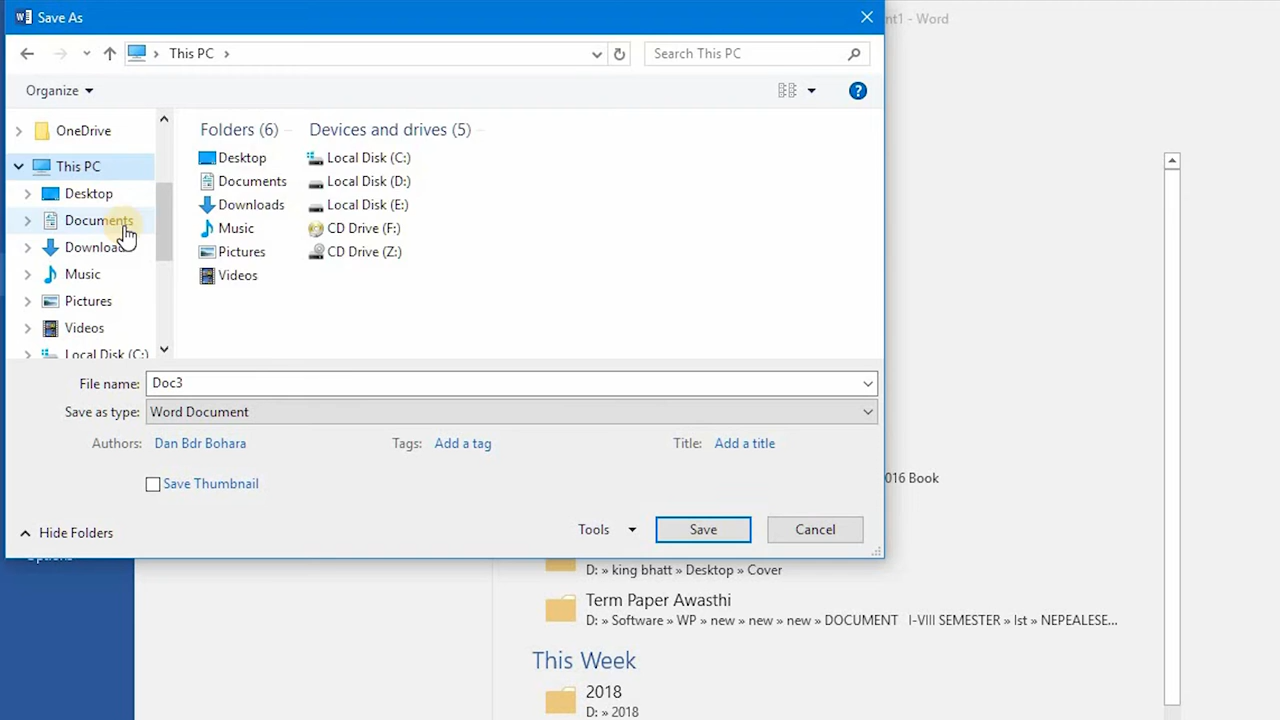 Save As
nt1 - Word
This PC
Search This PC
Organize
OneDrive
This PC
Desktop
Documents
Music
Pictures
Videos
Local Disk (C:)
Folders (6)
Desktop
Documents
Downloads
Music
Pictures
Videos
Devices and drives (5)
Local Disk (C:)
Local Disk (D:)
Local Disk (E:)
CD Drive (F:)
CD Drive (Z:)
File name: Doc3
Save as type: Word Document
Authors: Dan Bdr Bohara Tags: Add a tag Title: Add a title
Save Thumbnail
016 Book
Hide Folders
Tools Save Cancel
D: » king bhatt » Desktop » Cover
Term Paper Awasthi
D: » Software » WP » new » new » new » DOCUMENT I-VIII SEMESTER » Ist » NEPEALESE...
This Week
2018
D: » 2018